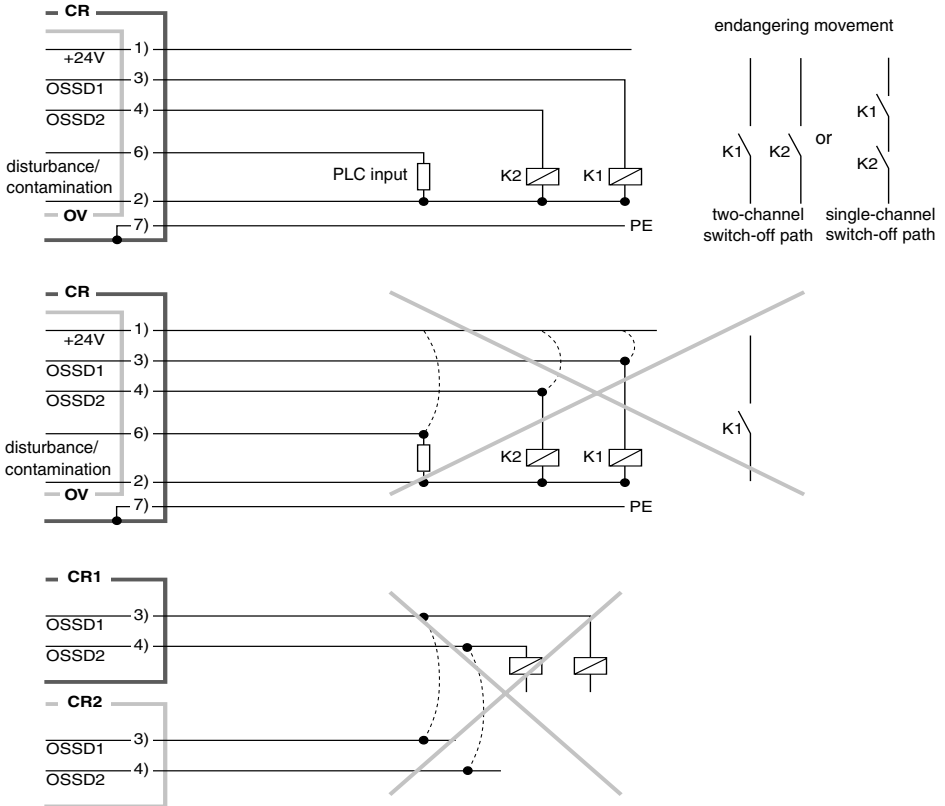 CR
+24V
1)
OSSD1
3)
OSSD2
4)
6)
disturbance/
contamination
PLC input
K2
K1
2)
OV
7)
PE
endangering movement
K1
K2
or
K1
K2
two-channel
switch-off path
single-channel
switch-off path
CR
+24V
1)
OSSD1
3)
OSSD2
4)
6)
disturbance/
contamination
K2
K1
2)
OV
7)
PE
K1
CR1
OSSD1
3)
OSSD2
4)
CR2
OSSD1
3)
OSSD2
4)